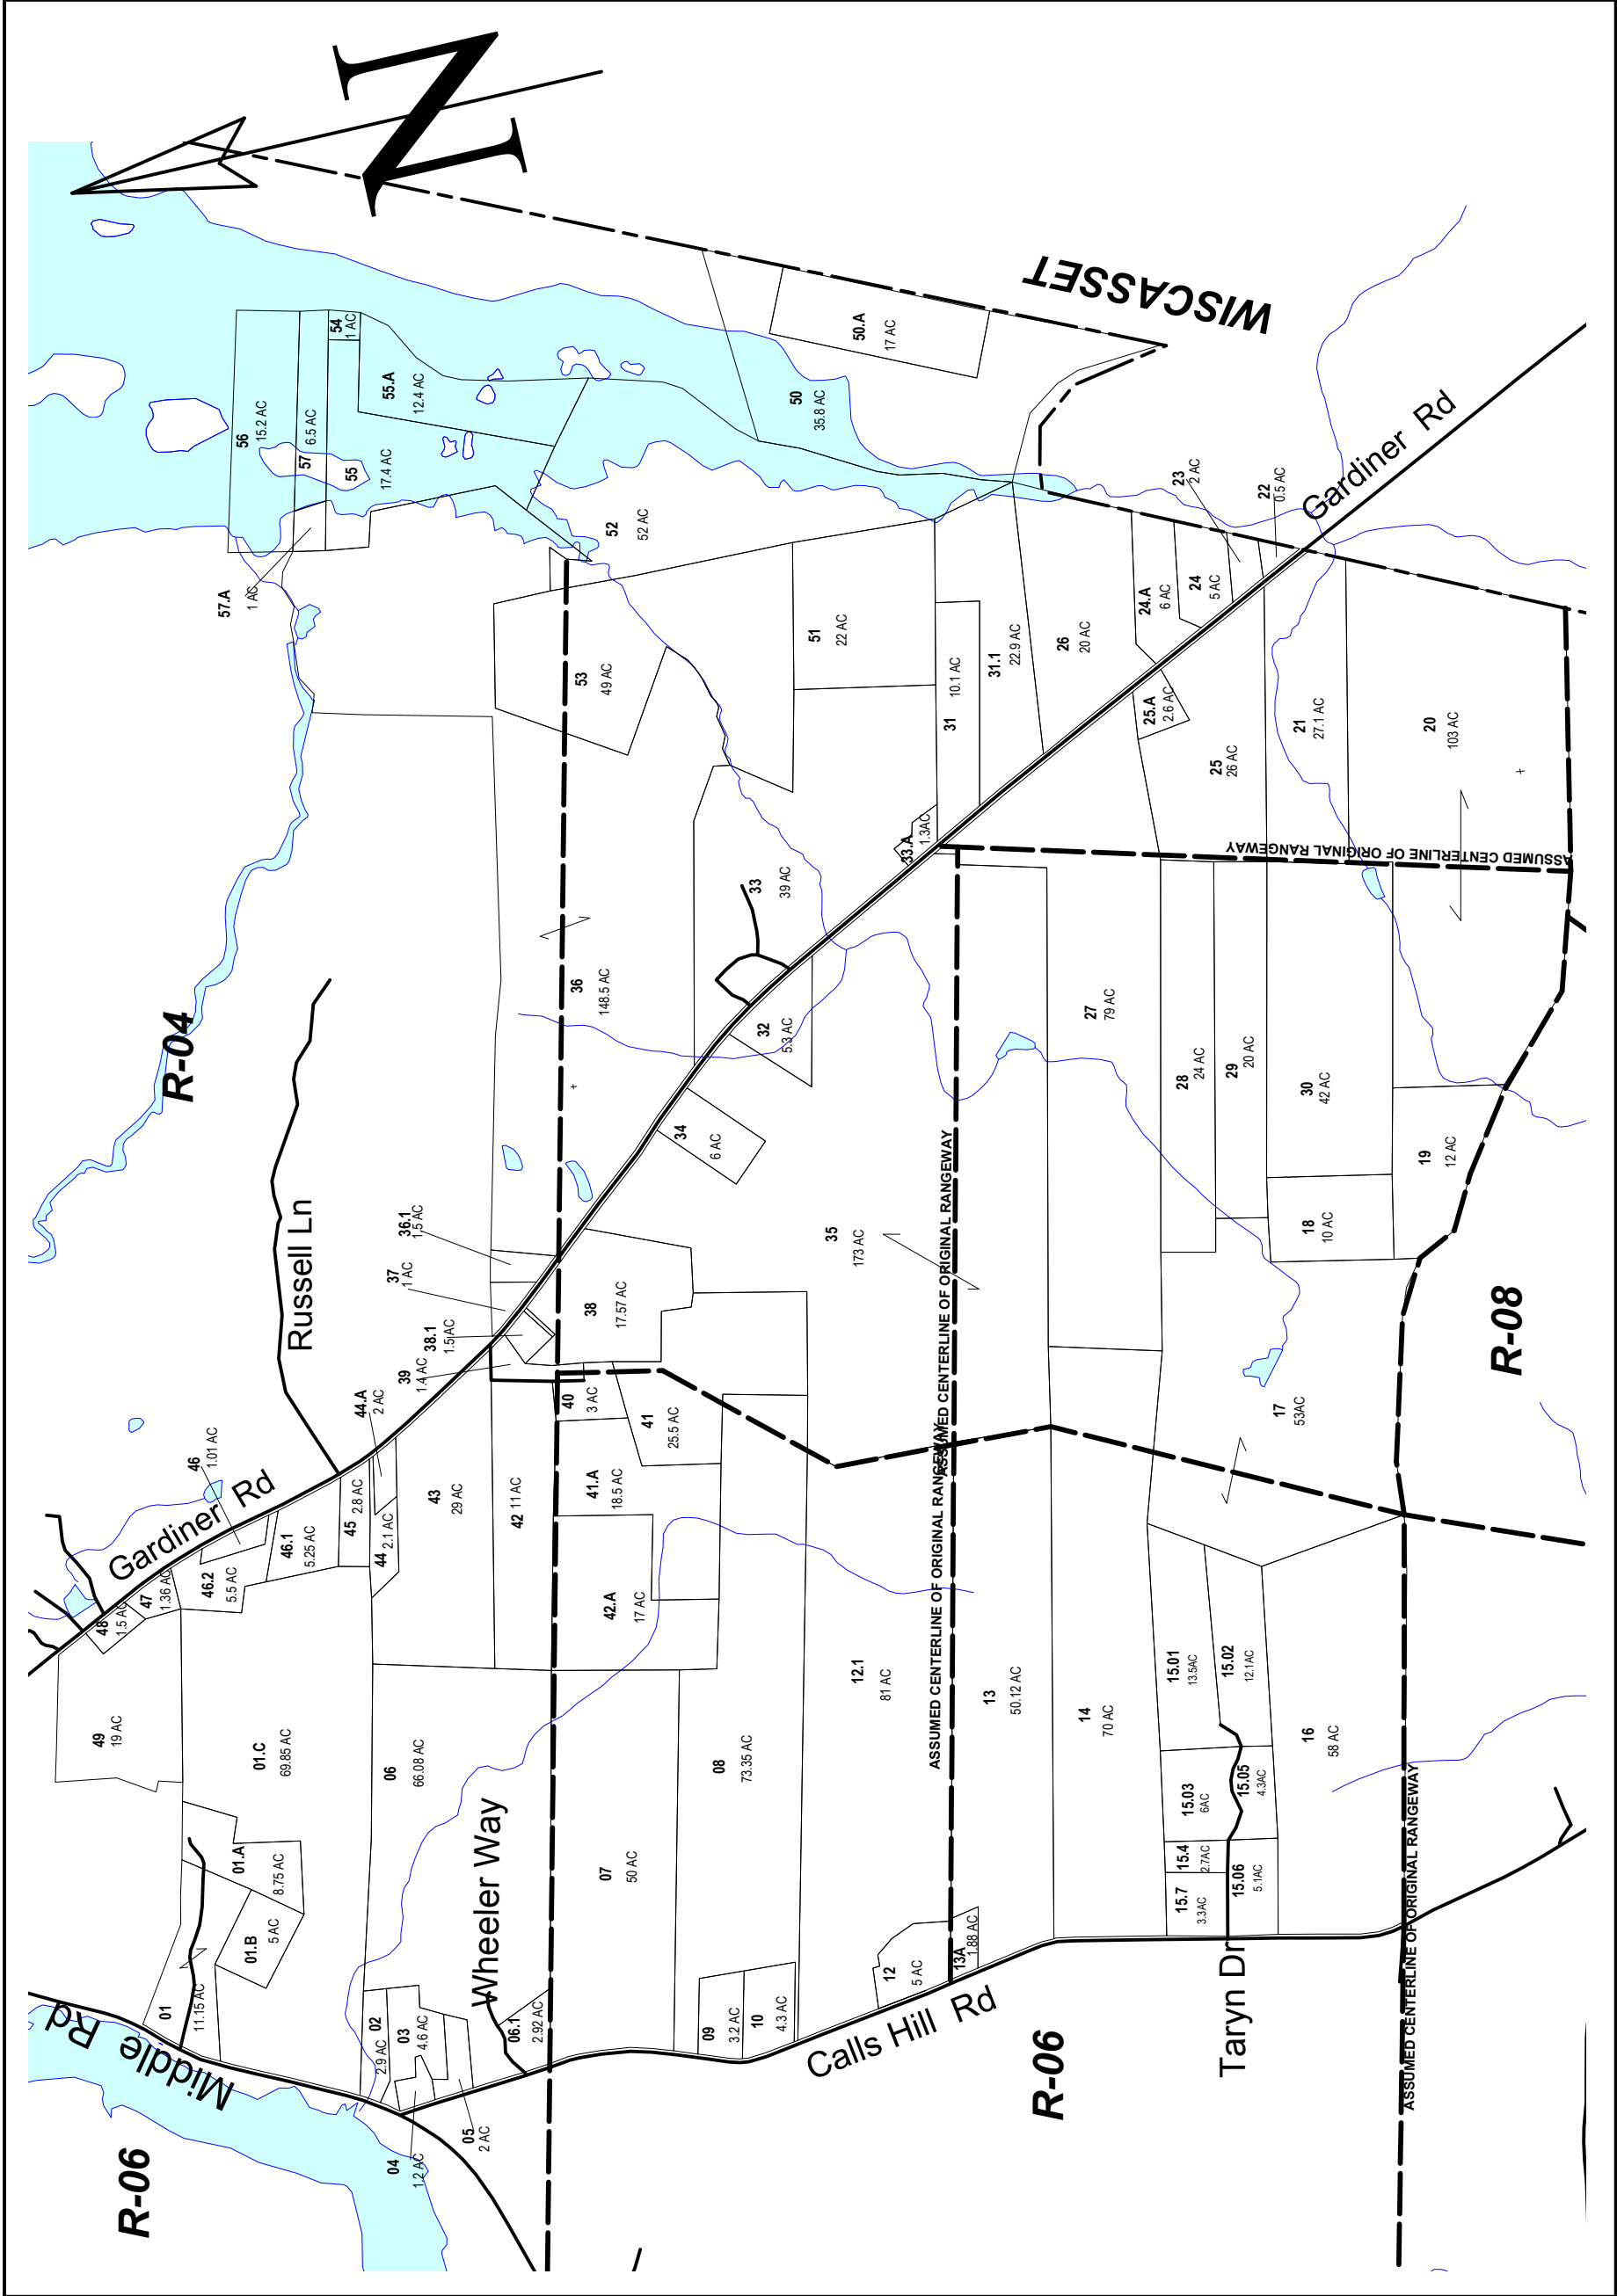 N
WISCASSET
R-04
R-06
R-06
R-08
Gardiner Rd
Gardiner Rd
Russell Ln
Middle Rd
Wheeler Way
Calls Hill Rd
Taryn Dr
ASSUMED CENTERLINE OF ORIGINAL RANGEWAY
ASSUMED CENTERLINE OF ORIGINAL RANGEWAY
ASSUMED CENTERLINE OF ORIGINAL RANGEWAY
ASSUMED CENTERLINE OF ORIGINAL RANGEWAY
ASSUMED CENTERLINE OF ORIGINAL RANGEWAY
01
11.15 AC
01.A
8.75 AC
01.B
5 AC
01.C
69.85 AC
02
2.9 AC
03
4.6 AC
04
1.2 AC
05
2 AC
06
66.08 AC
06.1
2.92 AC
07
50 AC
08
73.35 AC
09
3.2 AC
10
4.3 AC
12
5 AC
12.1
81 AC
13
50.12 AC
13A
1.88 AC
14
70 AC
15.01
13.5AC
15.02
12.1AC
15.03
6AC
15.4
2.7AC
15.05
4.3AC
15.06
5.1AC
15.7
3.3AC
16
58 AC
17
53AC
18
10 AC
19
12 AC
20
103 AC
21
27.1 AC
22
0.5 AC
23
2 AC
24
5 AC
24.A
6 AC
25
26 AC
25.A
2.6 AC
26
20 AC
27
79 AC
28
24 AC
29
20 AC
30
42 AC
31
10.1 AC
31.1
22.9 AC
32
5.3 AC
33
39 AC
33.A
1.3AC
34
6 AC
35
173 AC
36
148.5 AC
36.1
1.5 AC
37
1 AC
38
17.57 AC
38.1
1.5 AC
39
1.4 AC
40
3 AC
41
25.5 AC
41.A
18.5 AC
42 11 AC
42.A
17 AC
43
29 AC
44 2.1 AC
44.A
2 AC
45 2.8 AC
46
1.01 AC
46.1
5.25 AC
46.2
5.5 AC
47
1.36 AC
48
1.5 AC
49
19 AC
50
35.8 AC
50.A
17 AC
51
22 AC
52
52 AC
53
49 AC
54
1 AC
55
17.4 AC
55.A
12.4 AC
56
15.2 AC
57 6.5 AC
57.A
1 AC